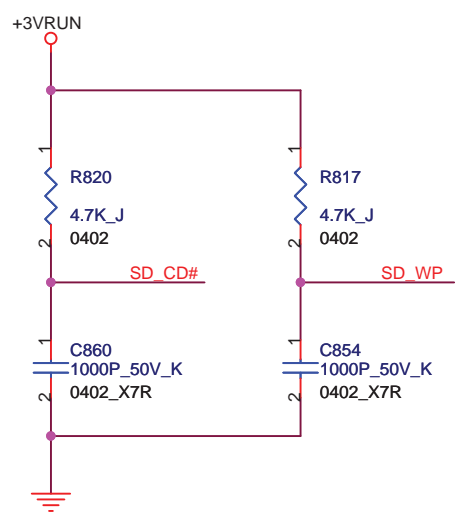 +3VRUN
1
R820
4.7K_J
2
0402
1
R817
4.7K_J
2
0402
SD_CD#
SD_WP
1
C860
1000P_50V_K
2
0402_X7R
1
C854
1000P_50V_K
2
0402_X7R